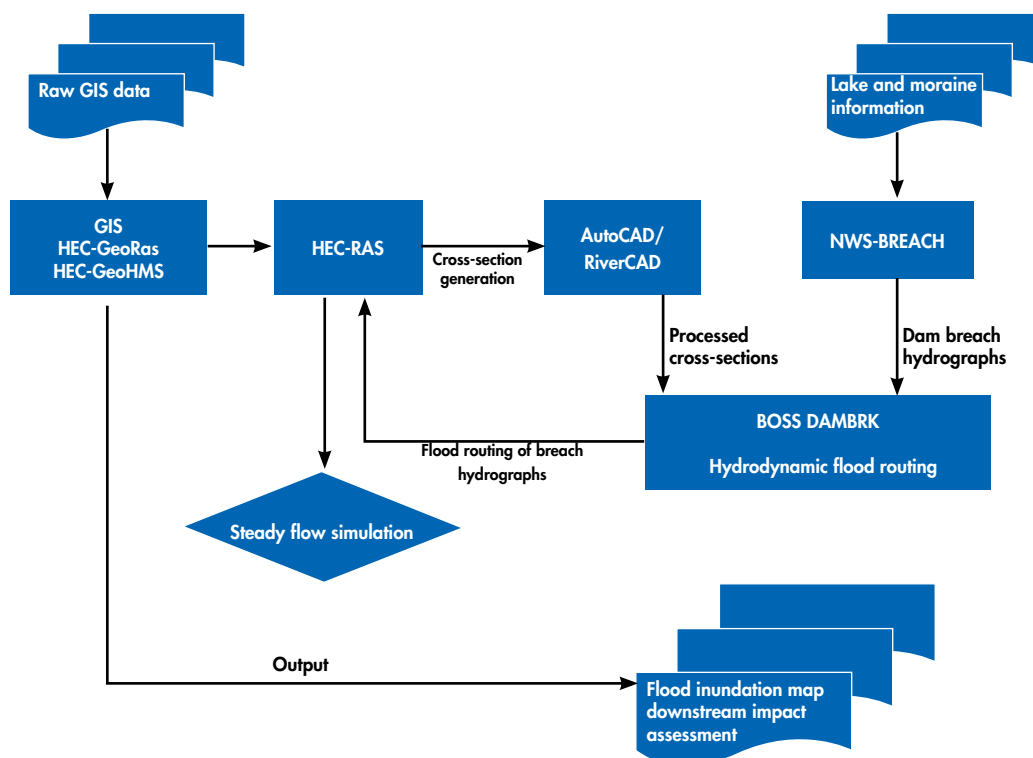 Raw GIS data
Lake and moraine
information
GIS
HEC-GeoRas
HEC-GeoHMS
HEC-RAS
Cross-section
generation
AutoCAD/
RiverCAD
NWS-BREACH
Processed
cross-sections
Dam breach
hydrographs
BOSS DAMBRK
Hydrodynamic flood routing
Flood routing of breach
hydrographs
Steady flow simulation
Output
Flood inundation map
downstream impact
assessment